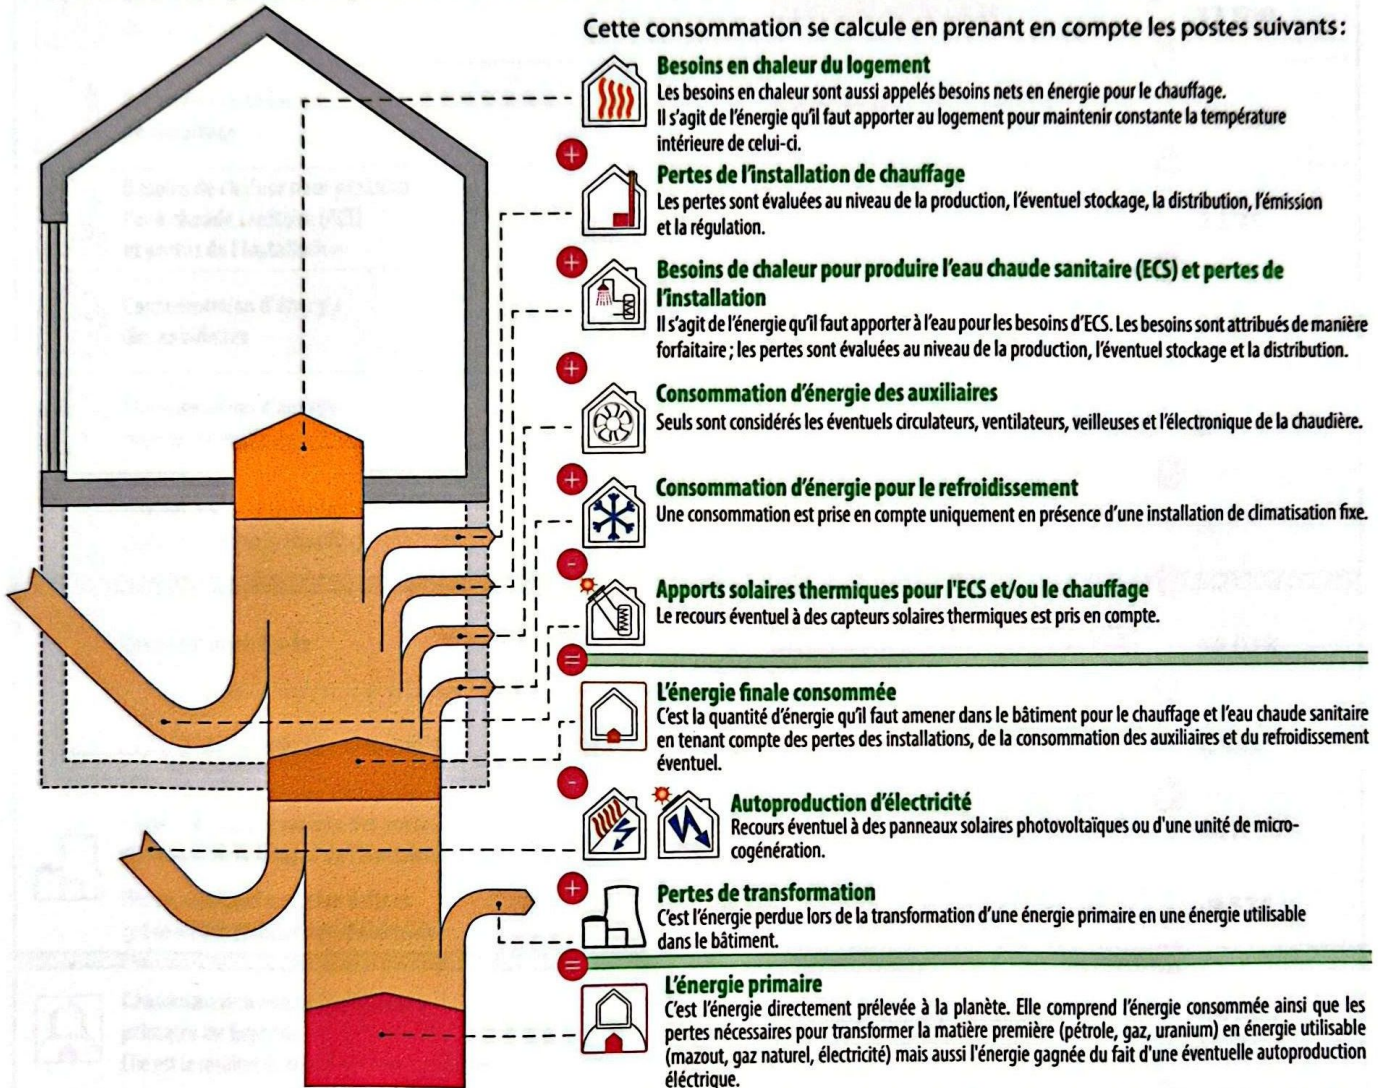 Cette consommation se calcule en prenant en compte les postes suivants :
Besoins en chaleur du logement
Les besoins en chaleur sont aussi appelés besoins nets en énergie pour le chauffage.
Il s'agit de l'énergie qu'il faut apporter au logement pour maintenir constante la température
intérieure de celui-ci.
+
Pertes de l'installation de chauffage
Les pertes sont évaluées au niveau de la production, l'éventuel stockage, la distribution, l'émission
et la régulation.
+
Besoins de chaleur pour produire l'eau chaude sanitaire (ECS) et pertes de
l'installation
Il s'agit de l'énergie qu'il faut apporter à l'eau pour les besoins d'ECS. Les besoins sont attribués de manière
forfaitaire ; les pertes sont évaluées au niveau de la production, l'éventuel stockage et la distribution.
+
Consommation d'énergie des auxiliaires
Seuls sont considérés les éventuels circulateurs, ventilateurs, veilleuses et l'électronique de la chaudière.
+
Consommation d'énergie pour le refroidissement
Une consommation est prise en compte uniquement en présence d'une installation de climatisation fixe.
-
Apports solaires thermiques pour l'ECS et/ou le chauffage
Le recours éventuel à des capteurs solaires thermiques est pris en compte.
=
L'énergie finale consommée
C'est la quantité d'énergie qu'il faut amener dans le bâtiment pour le chauffage et l'eau chaude sanitaire
en tenant compte des pertes des installations, de la consommation des auxiliaires et du refroidissement
éventuel.
-
Autoproduction d'électricité
Recours éventuel à des panneaux solaires photovoltaïques ou d'une unité de micro-
cogénération.
+
Pertes de transformation
C'est l'énergie perdue lors de la transformation d'une énergie primaire en une énergie utilisable
dans le bâtiment.
=
L'énergie primaire
C'est l'énergie directement prélevée à la planète. Elle comprend l'énergie consommée ainsi que les
pertes nécessaires pour transformer la matière première (pétrole, gaz, uranium) en énergie utilisable
(mazout, gaz naturel, électricité) mais aussi l'énergie gagnée du fait d'une éventuelle autoproduction
éléctrique.